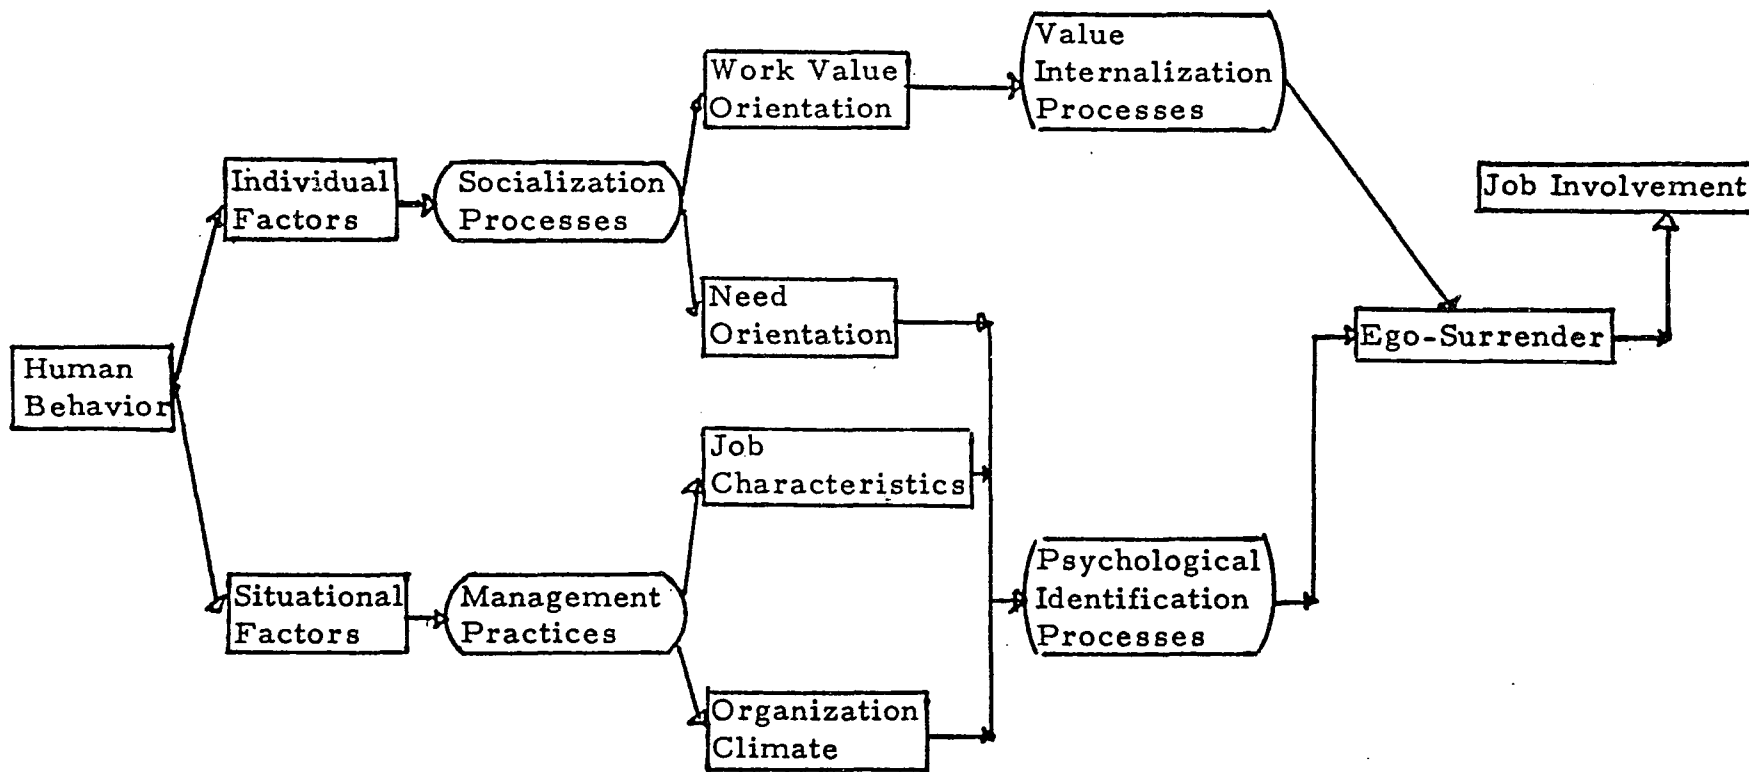 Human
Behavior
Individual
Factors
Situational
Factors
Socialization
Processes
Management
Practices
Work Value
Orientation
Need
Orientation
Job
Characteristics
Organization
Climate
Value
Internalization
Processes
Psychological
Identification
Processes
Ego-Surrender
Job Involvement